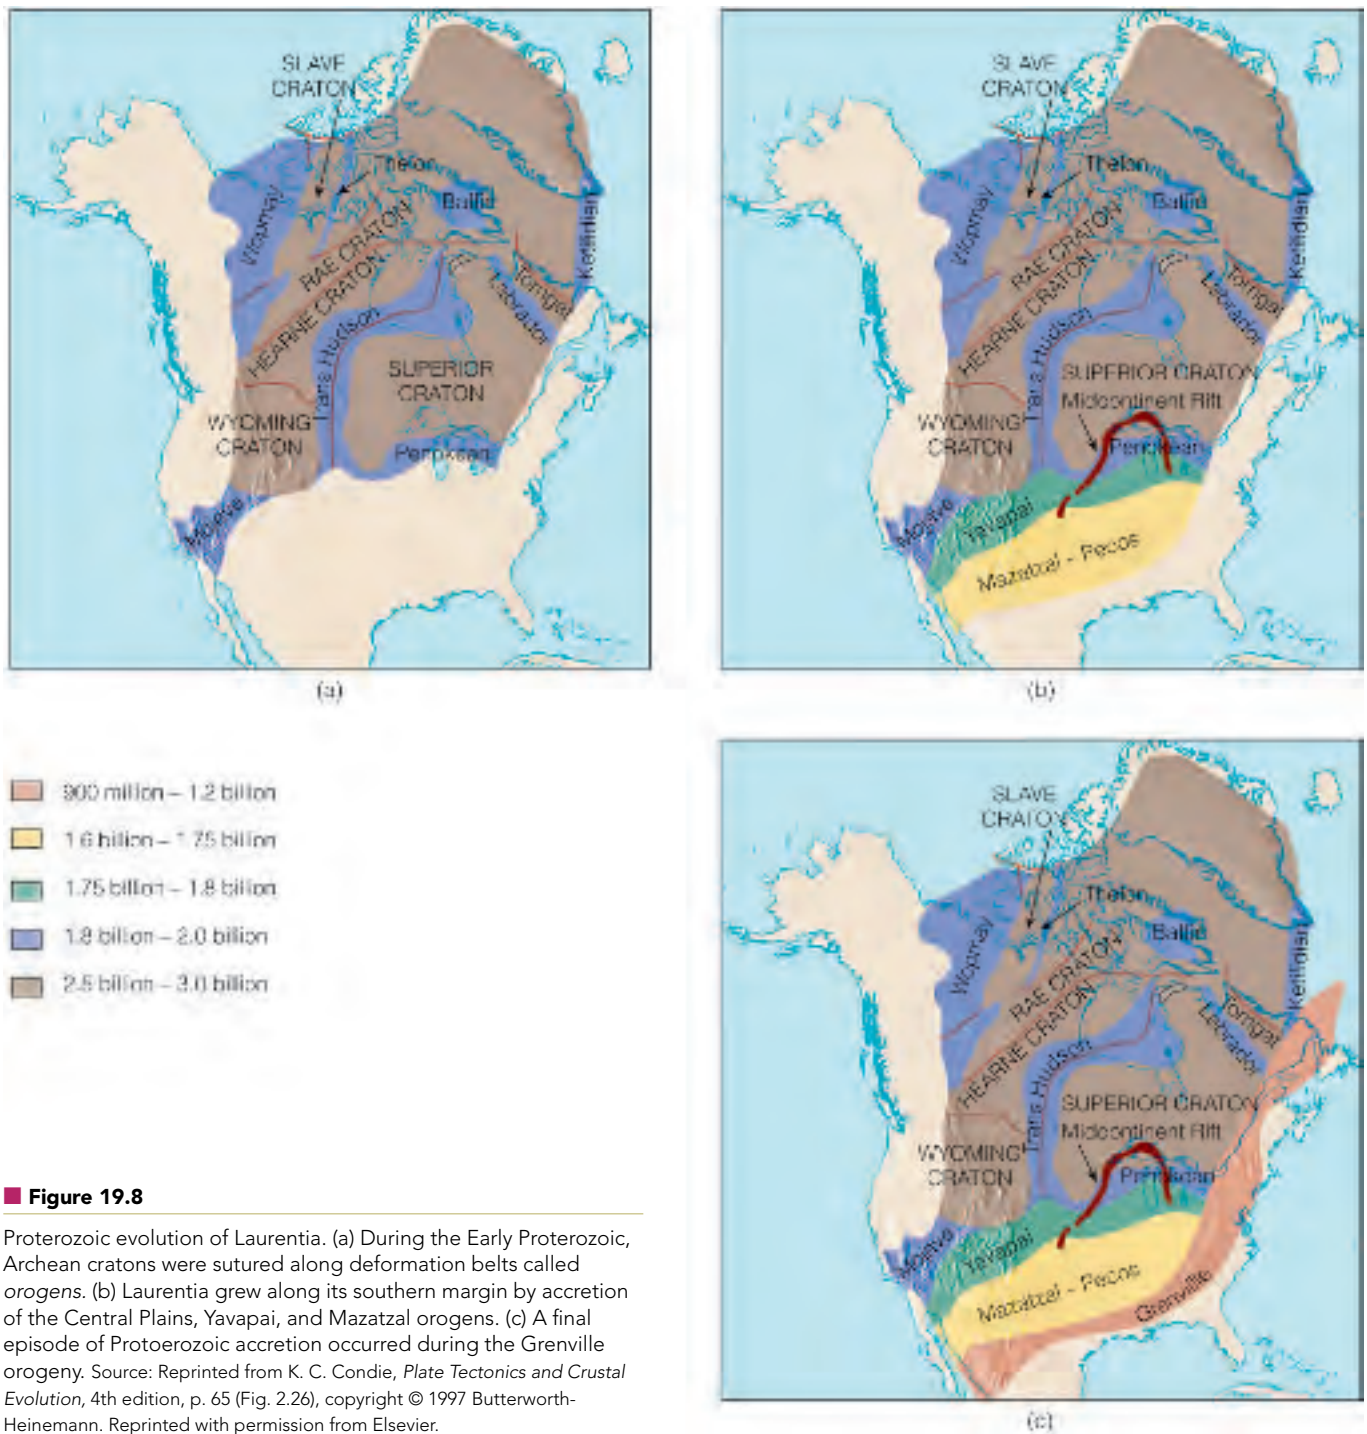 SLAVE
CRATON
Thelon
Baffin
Wopmay
RAE CRATON
HEARNE CRATON
Ketilidian
Torngat
Labrador
Trans Hudson
SUPERIOR
CRATON
WYOMING
CRATON
Penokean
Mojave
(a)
SLAVE
CRATON
Thelon
Baffin
Wopmay
RAE CRATON
HEARNE CRATON
Ketilidian
Torngat
Labrador
Trans Hudson
SUPERIOR CRATON
Midcontinent Rift
WYOMING
CRATON
Penokean
Mojave
Yavapai
Mazatzal - Pecos
(b)
900 million – 1.2 billion
1.6 billion – 1.75 billion
1.75 billion – 1.8 billion
1.8 billion – 2.0 billion
2.5 billion – 3.0 billion
SLAVE
CRATON
Thelon
Baffin
Wopmay
RAE CRATON
HEARNE CRATON
Ketilidian
Torngat
Labrador
Trans Hudson
SUPERIOR CRATON
Midcontinent Rift
WYOMING
CRATON
Penokean
Mojave
Yavapai
Mazatzal - Pecos
Grenville
(c)
Figure 19.8
Proterozoic evolution of Laurentia. (a) During the Early Proterozoic,
Archean cratons were sutured along deformation belts called
orogens. (b) Laurentia grew along its southern margin by accretion
of the Central Plains, Yavapai, and Mazatzal orogens. (c) A final
episode of Protoerozoic accretion occurred during the Grenville
orogeny. Source: Reprinted from K. C. Condie, Plate Tectonics and Crustal
Evolution, 4th edition, p. 65 (Fig. 2.26), copyright © 1997 Butterworth-
Heinemann. Reprinted with permission from Elsevier.